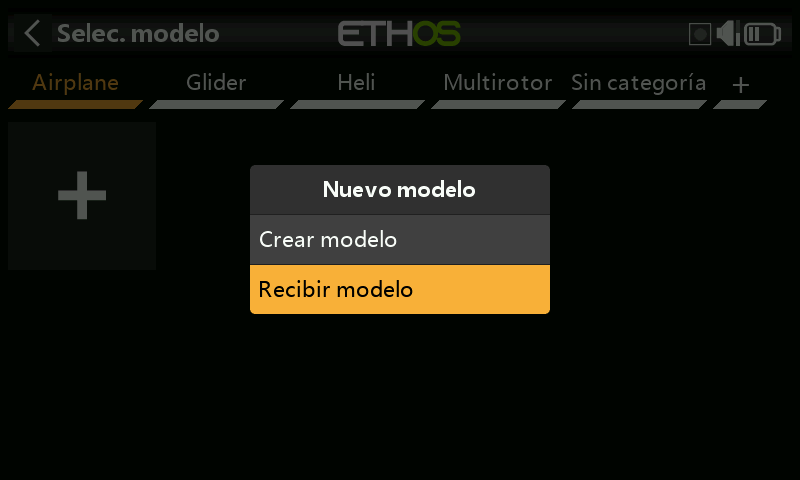 Selec. modelo
ETHOS
Airplane
Glider
Heli
Multirotor
Sin categoría
+
Nuevo modelo
Crear modelo
Recibir modelo